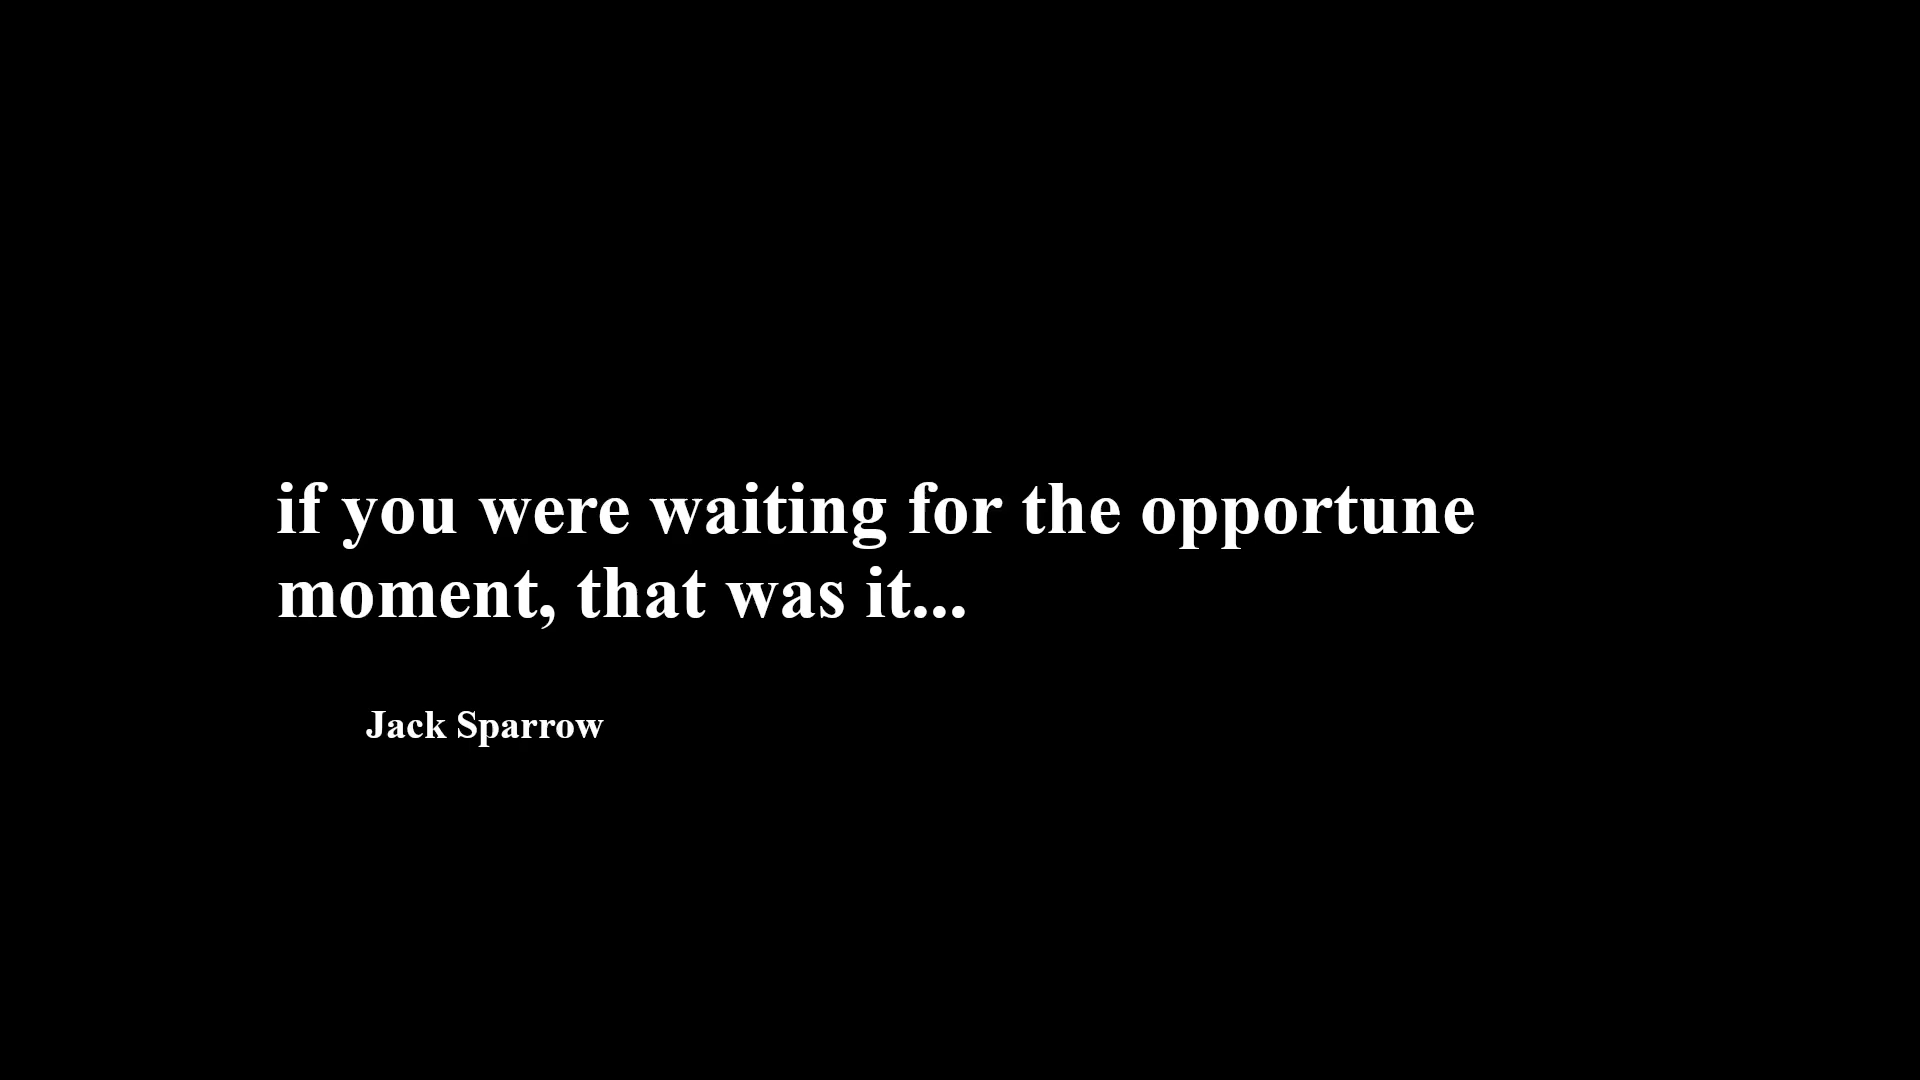 if you were waiting for the opportune
moment, that was it...
Jack Sparrow